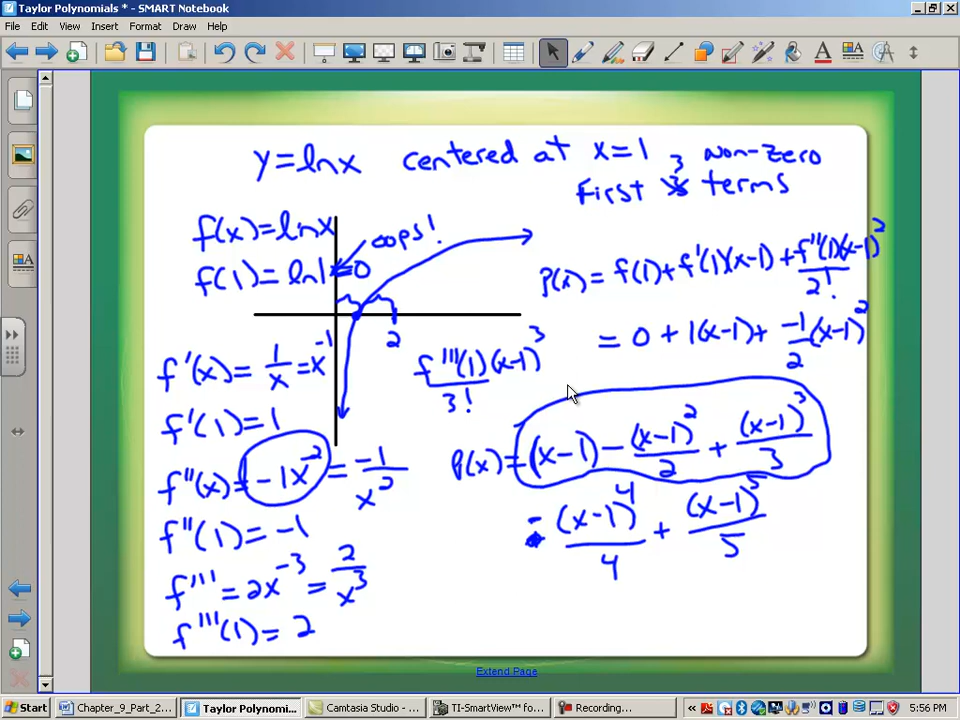 Taylor Polynomials * - SMART Notebook
File Edit View Insert Format Draw Help
y = ln x centered at x = 1 3 non-zero
First terms
f(x) = ln x
oops!
f(1) = ln 1 = 0
P(x) = f(1) + f'(1)(x-1) + f''(1)(x-1)^2 / 2!
= 0 + 1(x-1) + -1/2 (x-1)^2
2
f'(x) = 1/x = x^-1
f'''(1)(x-1)^3 / 3!
f'(1) = 1
P(x) = (x-1) - (x-1)^2/2 + (x-1)^3/3
f''(x) = -1x^-2 = -1/x^2
- (x-1)^4/4 + (x-1)^5/5
f''(1) = -1
f''' = 2x^-3 = 2/x^3
f'''(1) = 2
Extend Page
Start Chapter_9_Part_2... Taylor Polynomi... Camtasia Studio - ... TI-SmartView™ fo... Recording... « 5:56 PM